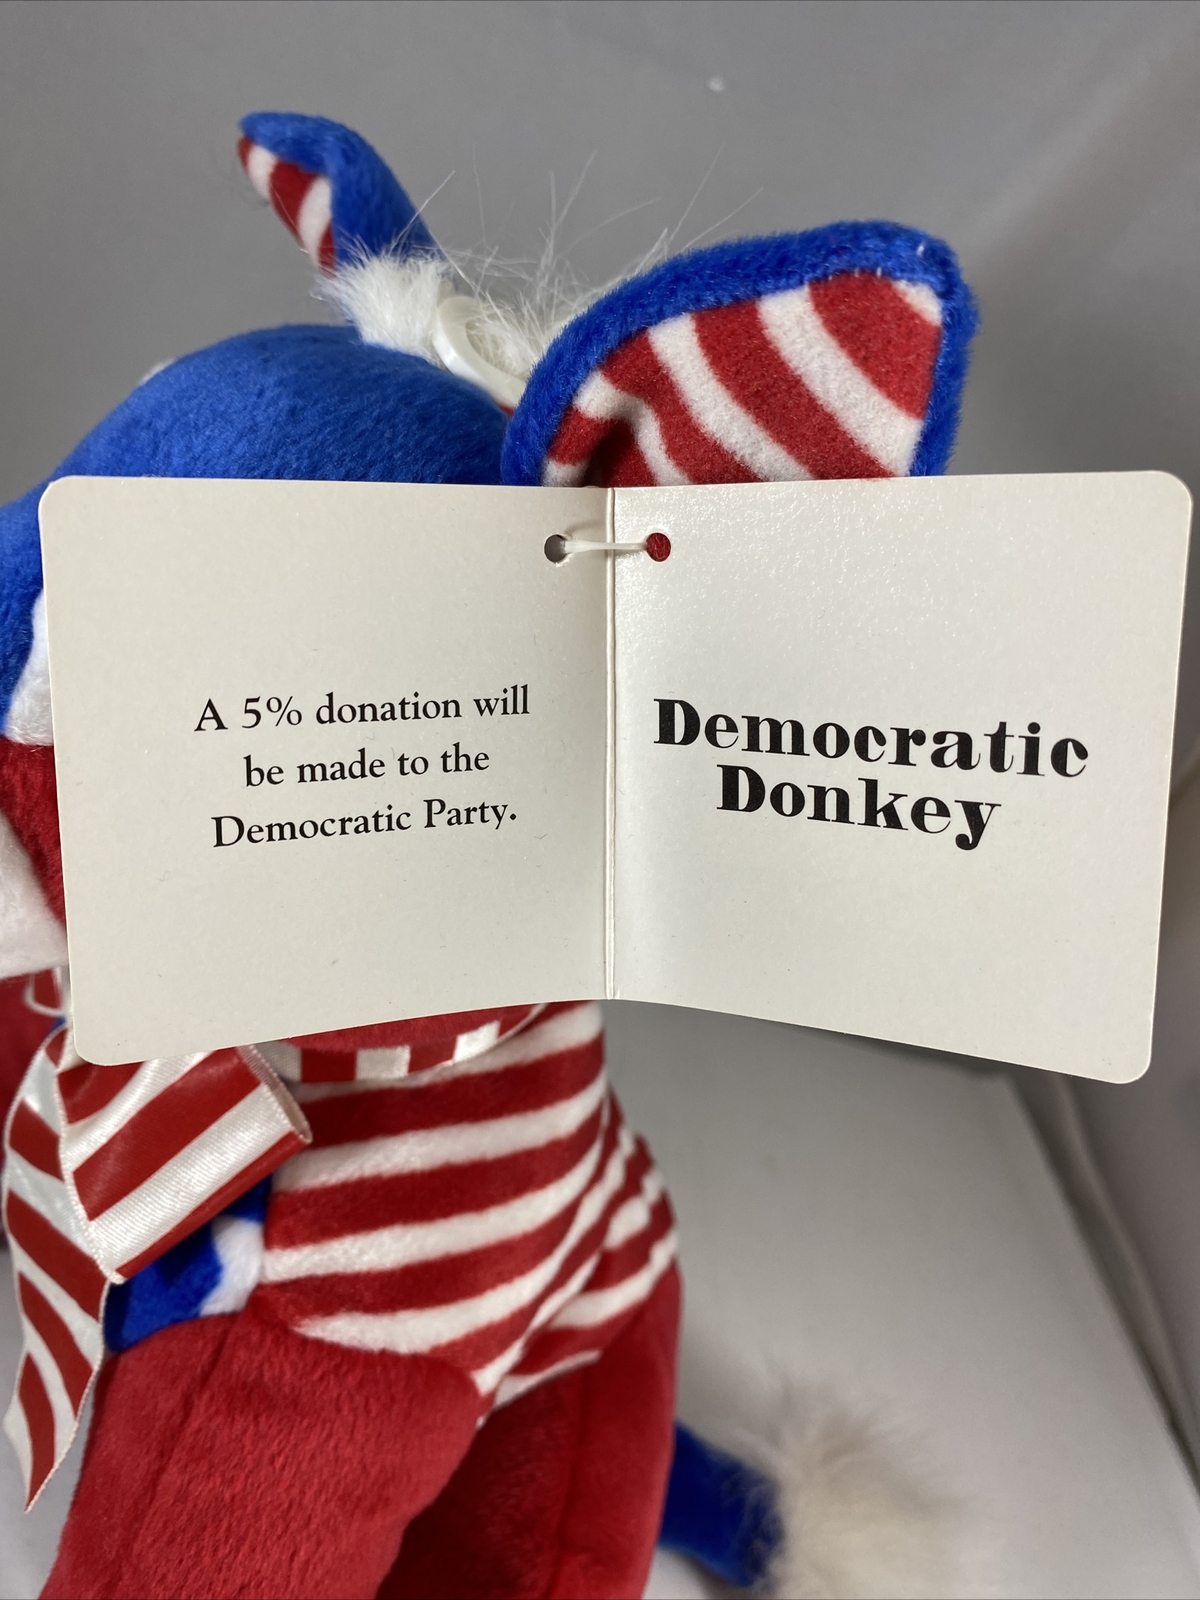 A 5% donation will
be made to the
Democratic Party.
Democratic
Donkey